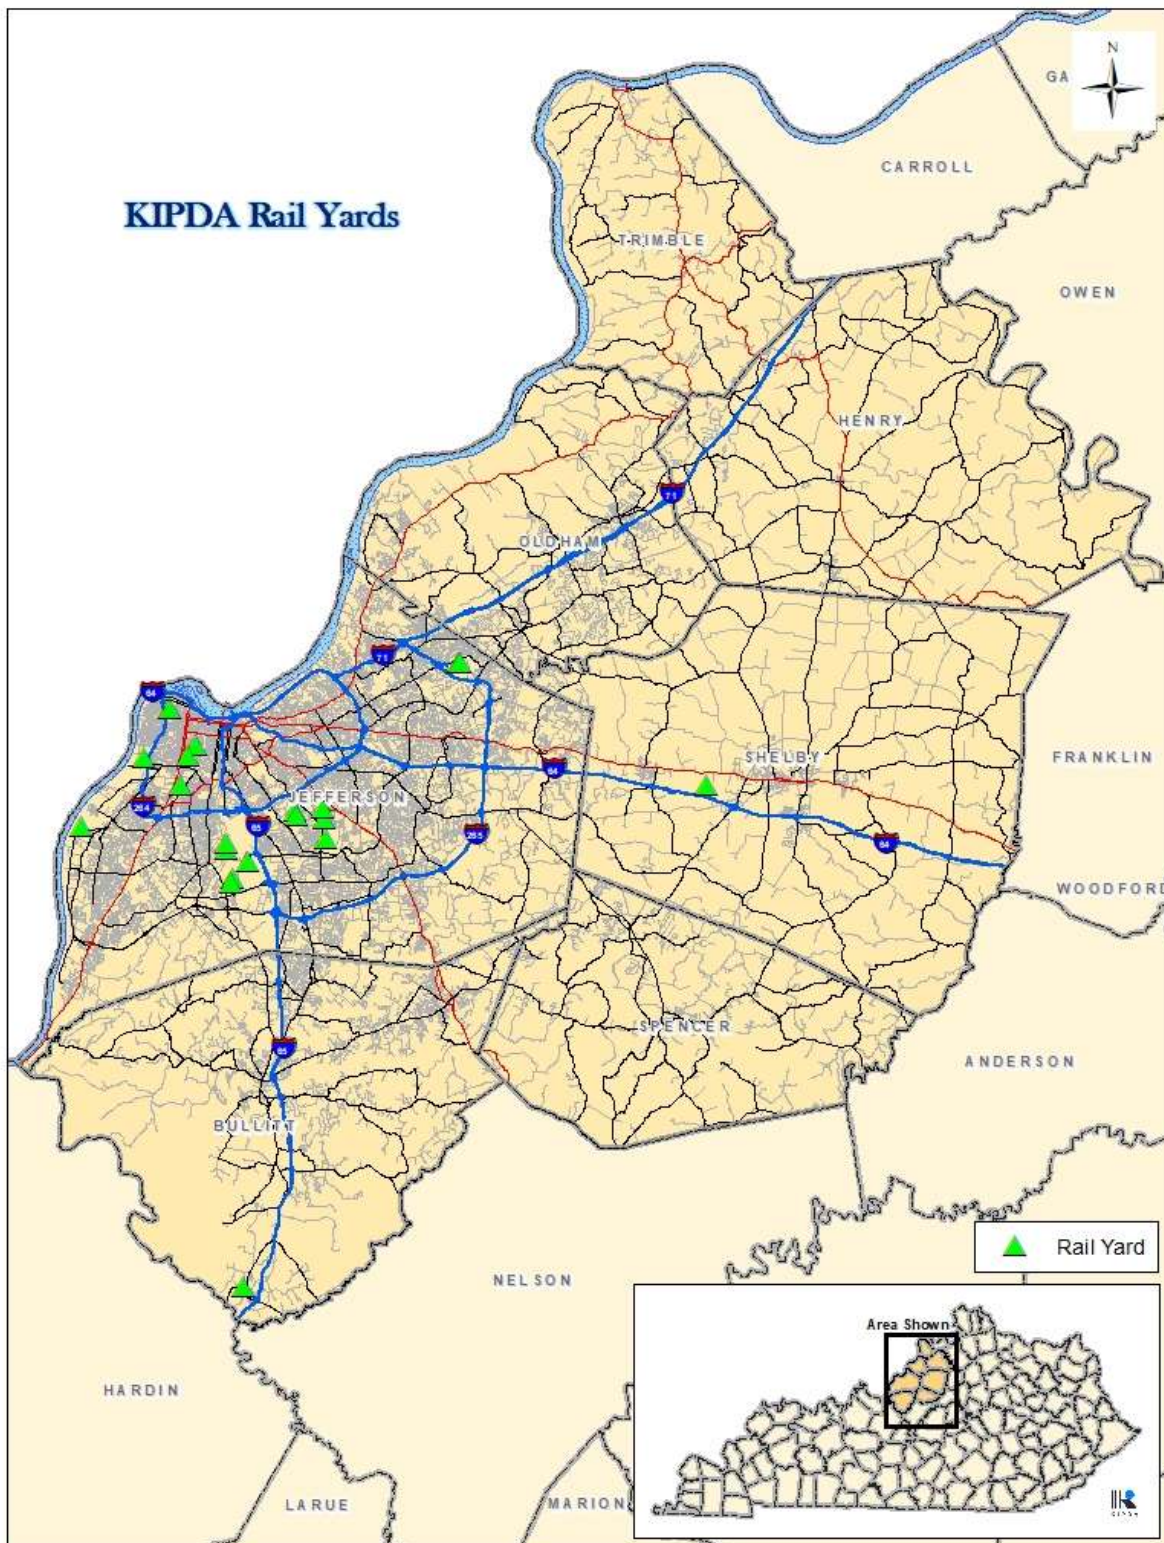 N
GA
CARROLL
KIPDA Rail Yards
TRIMBLE
OWEN
HENRY
71
OLDHAM
71
64
FRANKLIN
SHELBY
64
JEFFERSON
264
65
265
64
WOODFORD
SPENCER
65
ANDERSON
BULLITT
Rail Yard
NELSON
Area Shown
HARDIN
LARUE
MARION
KIPDA